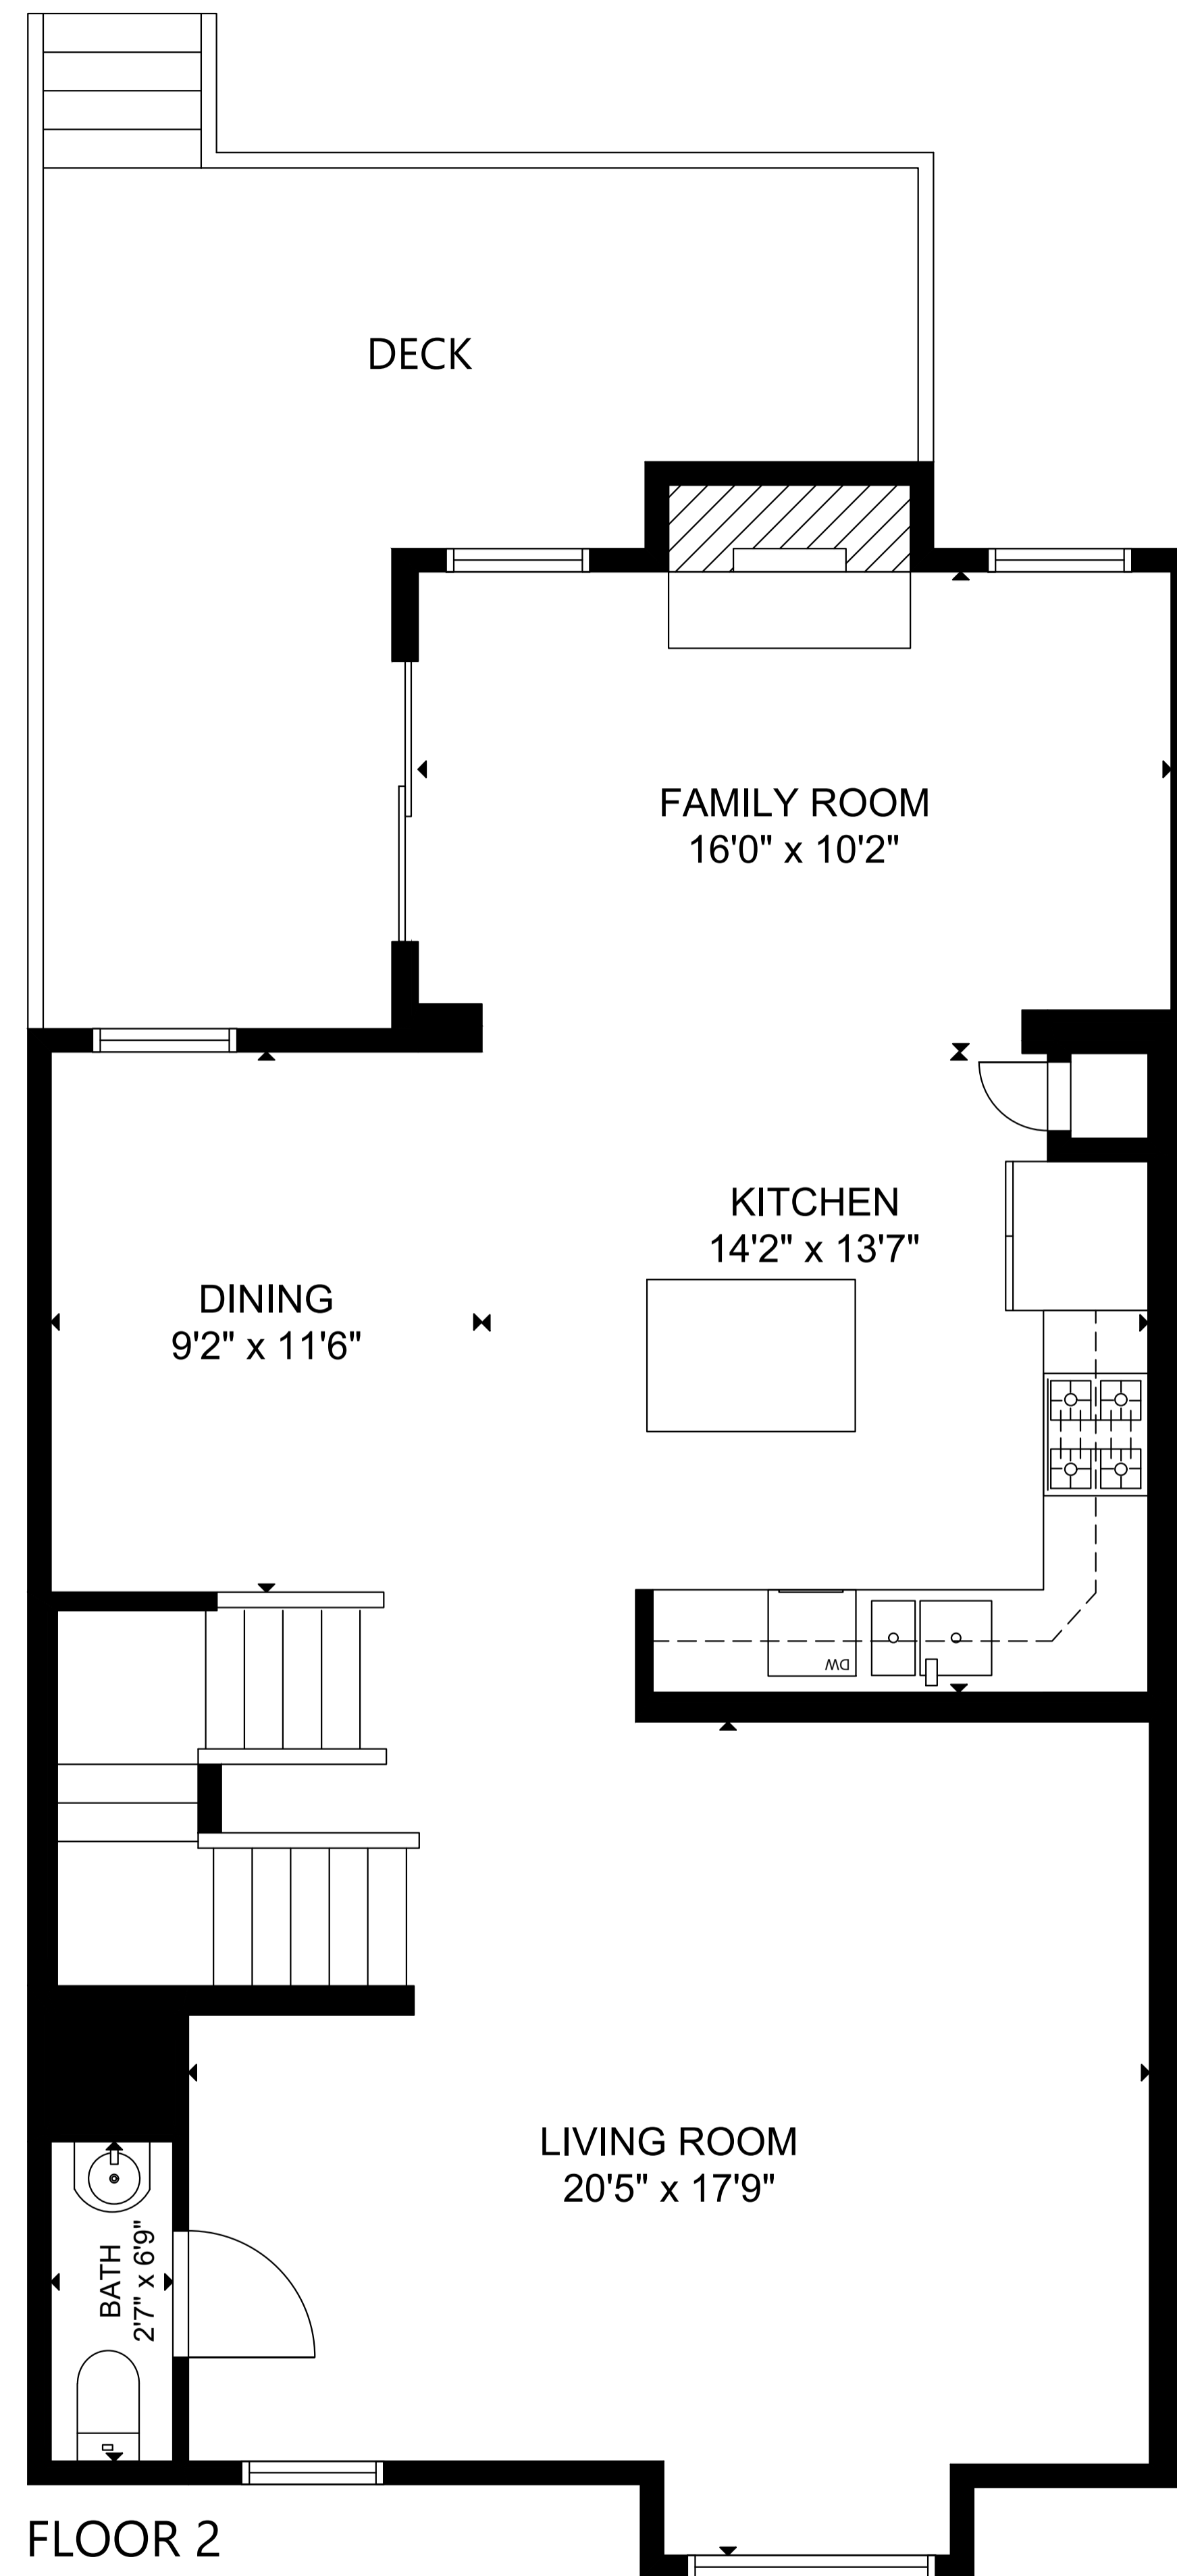 DECK
FAMILY ROOM
16'0" x 10'2"
KITCHEN
14'2" x 13'7"
DINING
9'2" x 11'6"
DW
LIVING ROOM
20'5" x 17'9"
BATH
2'7" x 6'9"
FLOOR 2